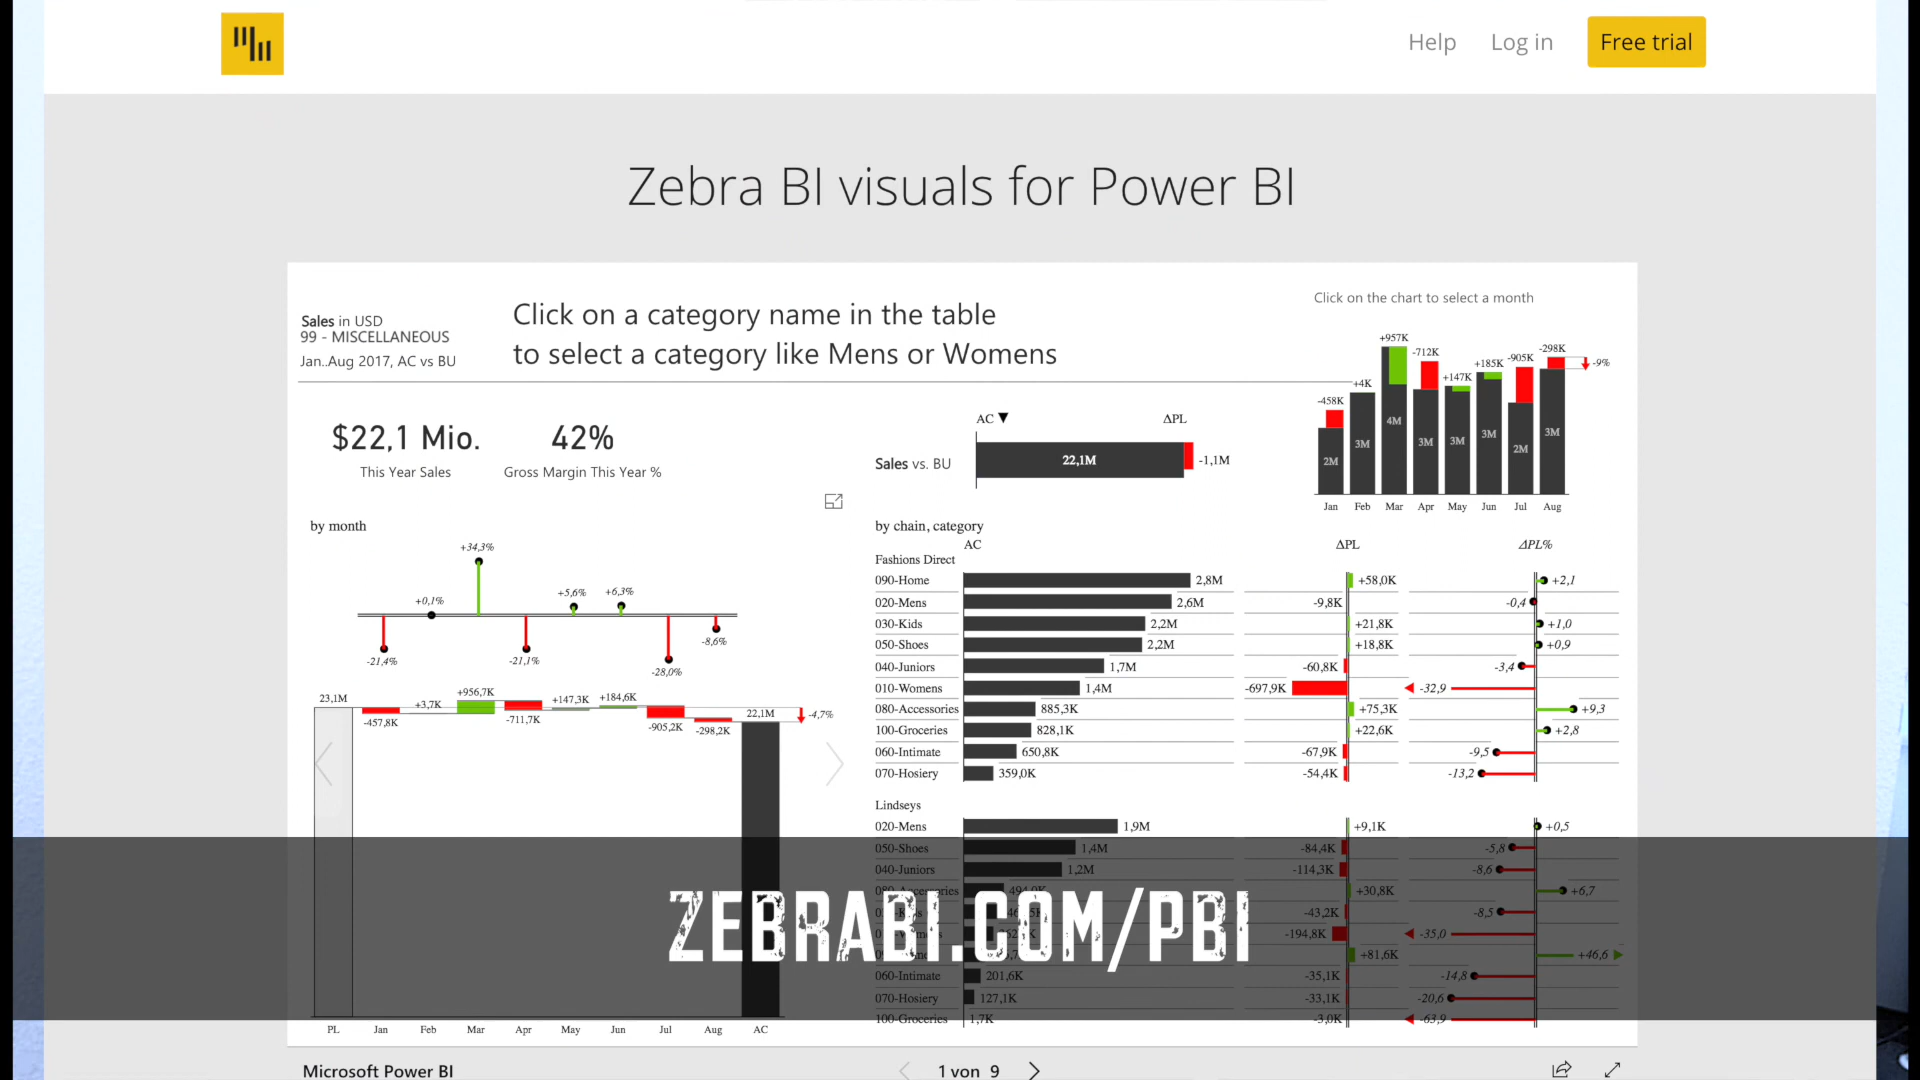 Help Log in Free trial
Zebra BI visuals for Power BI
Sales in USD
99 - MISCELLANEOUS
Jan..Aug 2017, AC vs BU
Click on a category name in the table
to select a category like Mens or Womens
Click on the chart to select a month
+957K
-712K
-298K
+185K
-905K
-9%
+147K
+4K
-458K
4M
3M
3M
3M
3M
3M
2M
2M
Jan Feb Mar Apr May Jun Jul Aug
$22,1 Mio.
This Year Sales
42%
Gross Margin This Year %
AC ▼ ΔPL
Sales vs. BU 22,1M -1,1M
by month
+34,3%
+5,6% +6,3%
+0,1%
-8,6%
-21,4% -21,1%
-28,0%
23,1M +3,7K +956,7K +147,3K +184,6K 22,1M -4,7%
-457,8K -711,7K -905,2K -298,2K
PL Jan Feb Mar Apr May Jun Jul Aug AC
by chain, category
AC ΔPL ΔPL%
Fashions Direct
090-Home 2,8M +58,0K +2,1
020-Mens 2,6M -9,8K -0,4
030-Kids 2,2M +21,8K +1,0
050-Shoes 2,2M +18,8K +0,9
040-Juniors 1,7M -60,8K -3,4
010-Womens 1,4M -697,9K -32,9
080-Accessories 885,3K +75,3K +9,3
100-Groceries 828,1K +22,6K +2,8
060-Intimate 650,8K -67,9K -9,5
070-Hosiery 359,0K -54,4K -13,2
Lindseys
020-Mens 1,9M +9,1K +0,5
050-Shoes 1,4M -84,4K -5,8
040-Juniors 1,2M -114,3K -8,6
+30,8K +6,7
-43,2K -8,5
-194,8K -35,0
+81,6K +46,6
060-Intimate 201,6K -35,1K -14,8
070-Hosiery 127,1K -33,1K -20,6
100-Groceries 1,7K -3,0K -63,9
ZEBRABI.COM/PBI
Microsoft Power BI 1 von 9